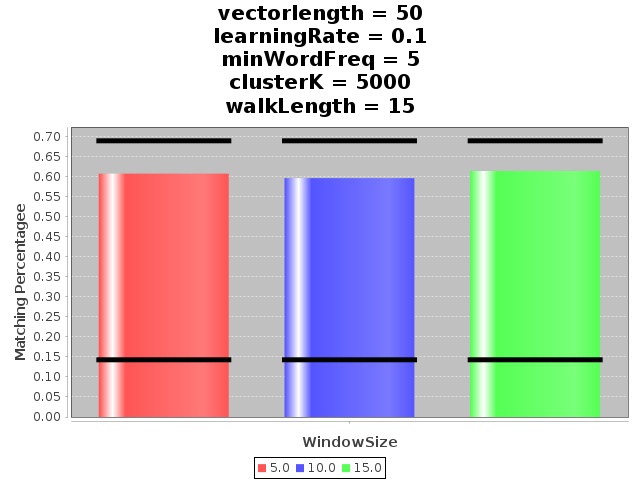 vectorlength = 50
learningRate = 0.1
minWordFreq = 5
clusterK = 5000
walkLength = 15
0.70
0.65
0.60
0.55
0.50
0.45
0.40
0.35
0.30
0.25
0.20
0.15
0.10
0.05
0.00
Matching Percentagee
WindowSize
5.0 10.0 15.0